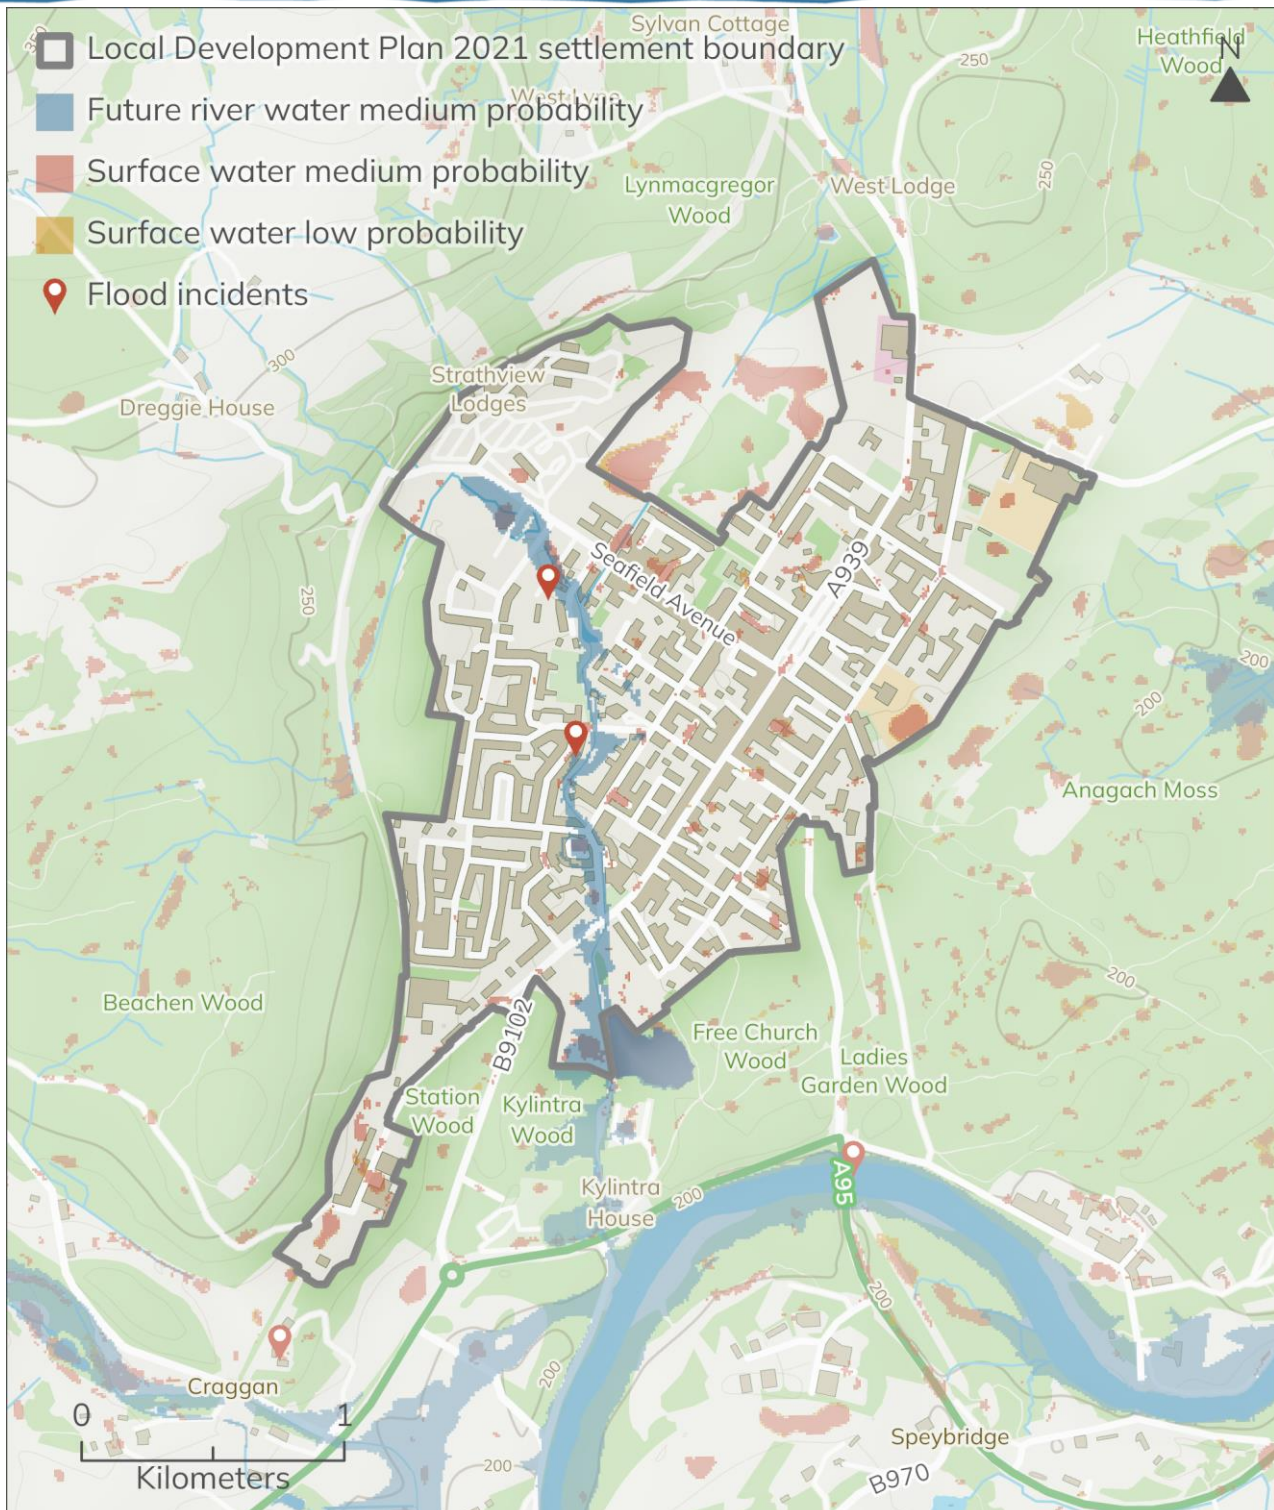 Sylvan Cottage
Local Development Plan 2021 settlement boundary
Heathfield
Wood
N
350
250
West Lyne
Future river water medium probability
Surface water medium probability
Lynmacgregor
Wood
West Lodge
250
Surface water low probability
Flood incidents
300
Strathview
Lodges
Dreggie House
Seafield Avenue
A939
250
200
200
Anagach Moss
Beachen Wood
200
B9102
Free Church
Wood
Ladies
Garden Wood
Station
Wood
Kylintra
Wood
Kylintra
House
200
A95
200
Craggan
200
0 1
Kilometers
200
Speybridge
B970